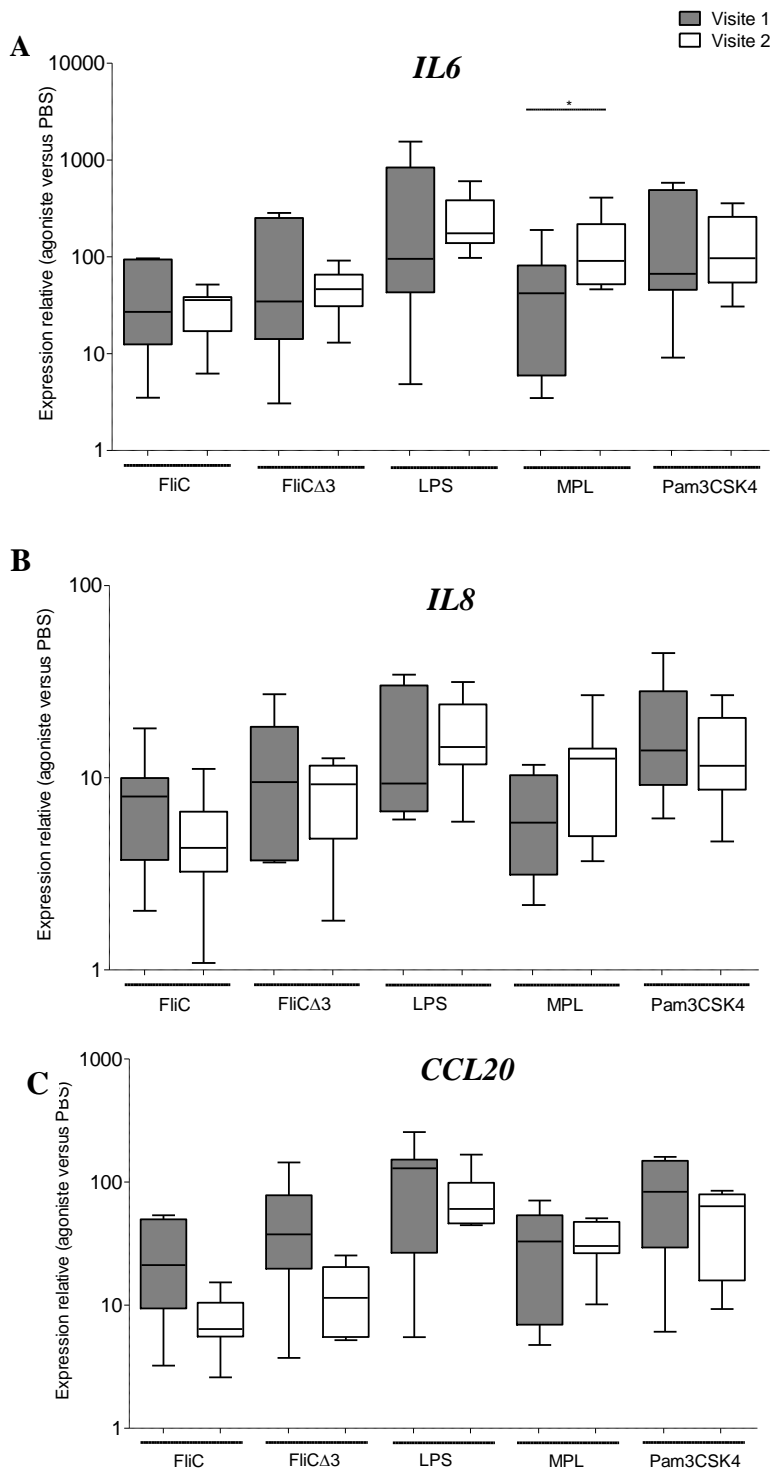 Visite 1
Visite 2
A
IL6
Expression relative (agoniste versus PBS)
10000
1000
100
10
1
*
FliC
FliCΔ3
LPS
MPL
Pam3CSK4
B
IL8
Expression relative (agoniste versus PBS)
100
10
1
FliC
FliCΔ3
LPS
MPL
Pam3CSK4
C
CCL20
Expression relative (agoniste versus PBS)
1000
100
10
1
FliC
FliCΔ3
LPS
MPL
Pam3CSK4